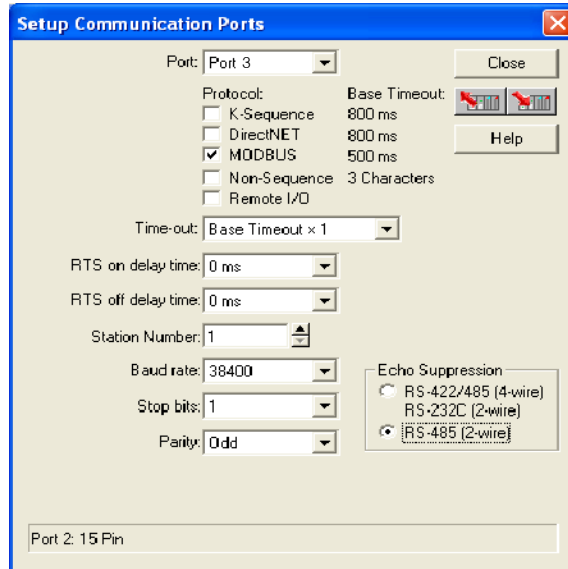 Setup Communication Ports
Port: Port 3
Close
Protocol: Base Timeout:
K-Sequence 800 ms
DirectNET 800 ms
MODBUS 500 ms
Non-Sequence 3 Characters
Remote I/O
Help
Time-out: Base Timeout × 1
RTS on delay time: 0 ms
RTS off delay time: 0 ms
Station Number: 1
Baud rate: 38400
Stop bits: 1
Parity: Odd
Echo Suppression
RS-422/485 (4-wire)
RS-232C (2-wire)
RS-485 (2-wire)
Port 2: 15 Pin